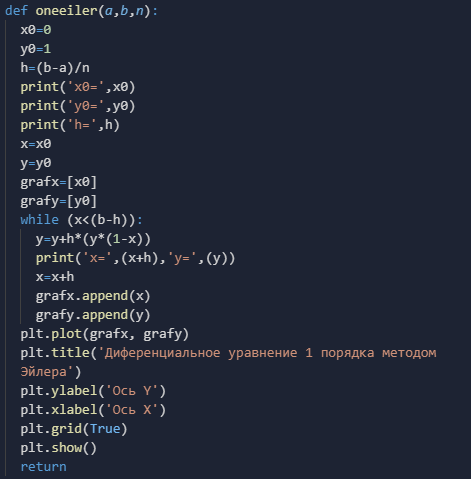 def oneeiler(a,b,n):
  x0=0
  y0=1
  h=(b-a)/n
  print('x0=',x0)
  print('y0=',y0)
  print('h=',h)
  x=x0
  y=y0
  grafx=[x0]
  grafy=[y0]
  while (x<(b-h)):
    y=y+h*(y*(1-x))
    print('x=',(x+h),'y=',(y))
    x=x+h
    grafx.append(x)
    grafy.append(y)
  plt.plot(grafx, grafy)
  plt.title('Диференциальное уравнение 1 порядка методом
  Эйлера')
  plt.ylabel('Ось Y')
  plt.xlabel('Ось X')
  plt.grid(True)
  plt.show()
  return